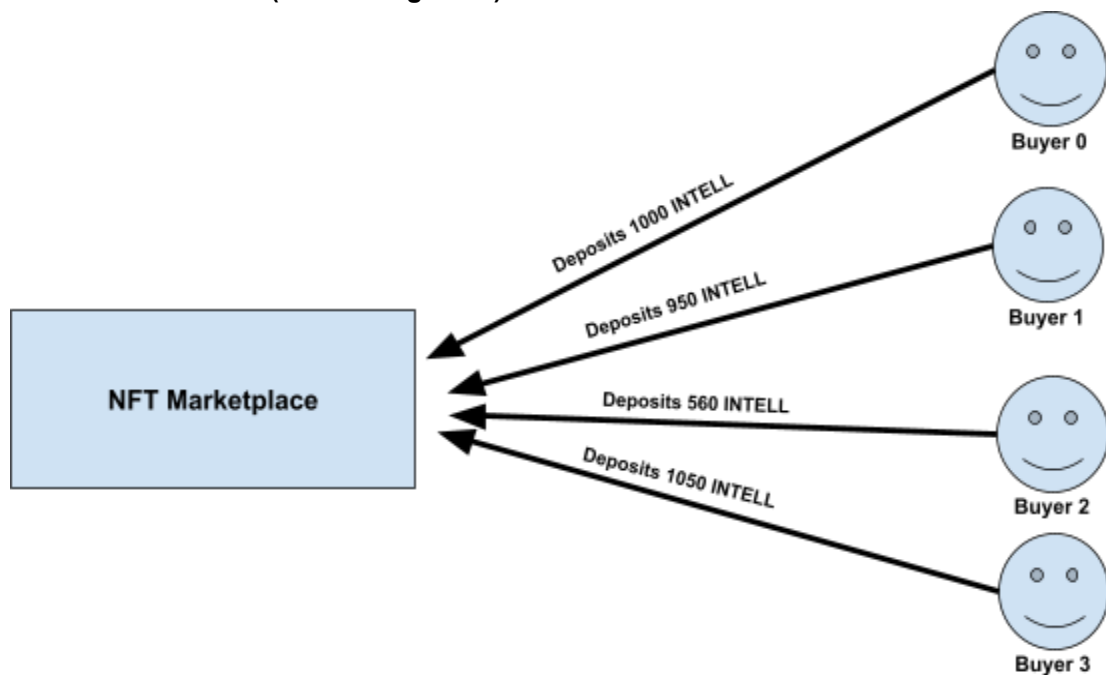 Buyer 0
Deposits 1000 INTELL
Buyer 1
Deposits 950 INTELL
NFT Marketplace
Deposits 560 INTELL
Buyer 2
Deposits 1050 INTELL
Buyer 3